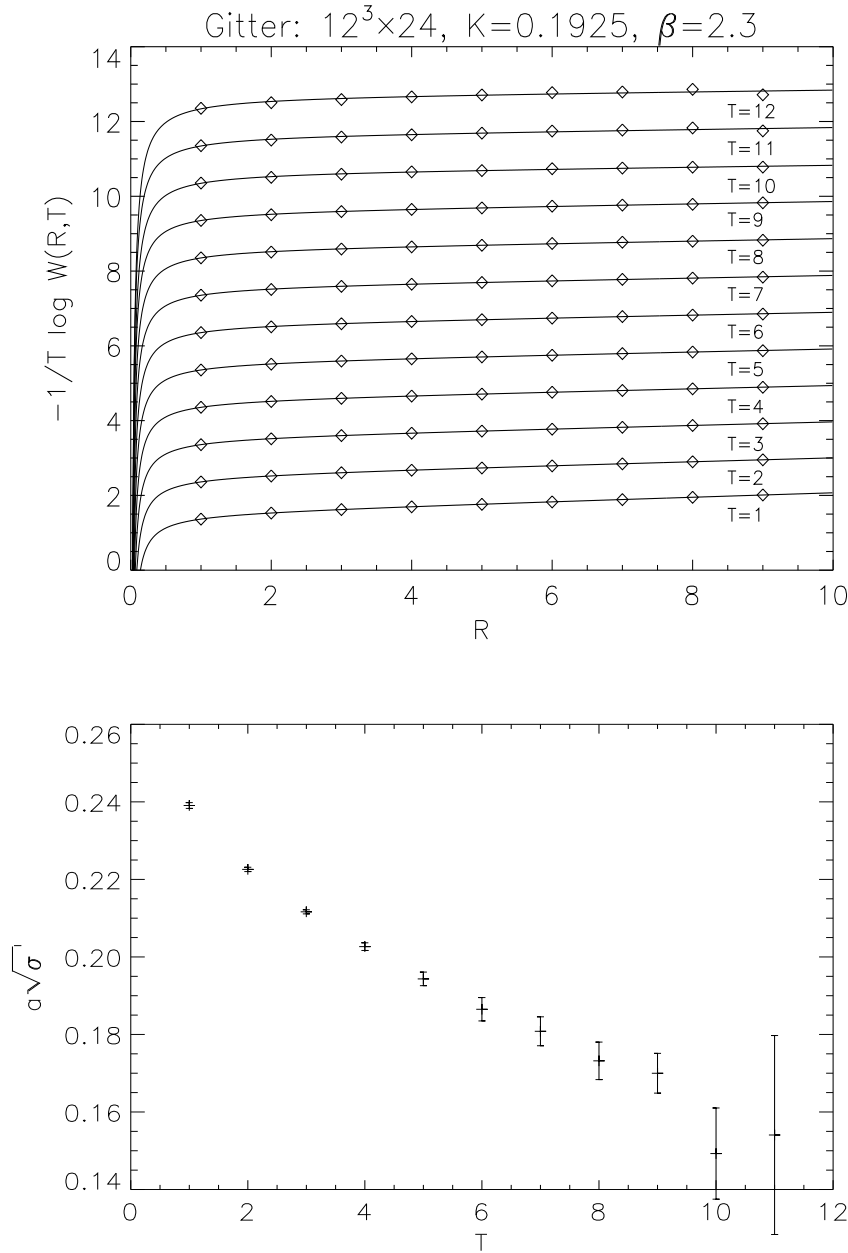 Gitter: 12³×24, K=0.1925, β=2.3
14
12
10
8
6
4
2
0
-1/T log W(R,T)
T=12
T=11
T=10
T=9
T=8
T=7
T=6
T=5
T=4
T=3
T=2
T=1
0 2 4 6 8 10
R
0.26
0.24
0.22
0.20
0.18
0.16
0.14
a√σ
0 2 4 6 8 10 12
T